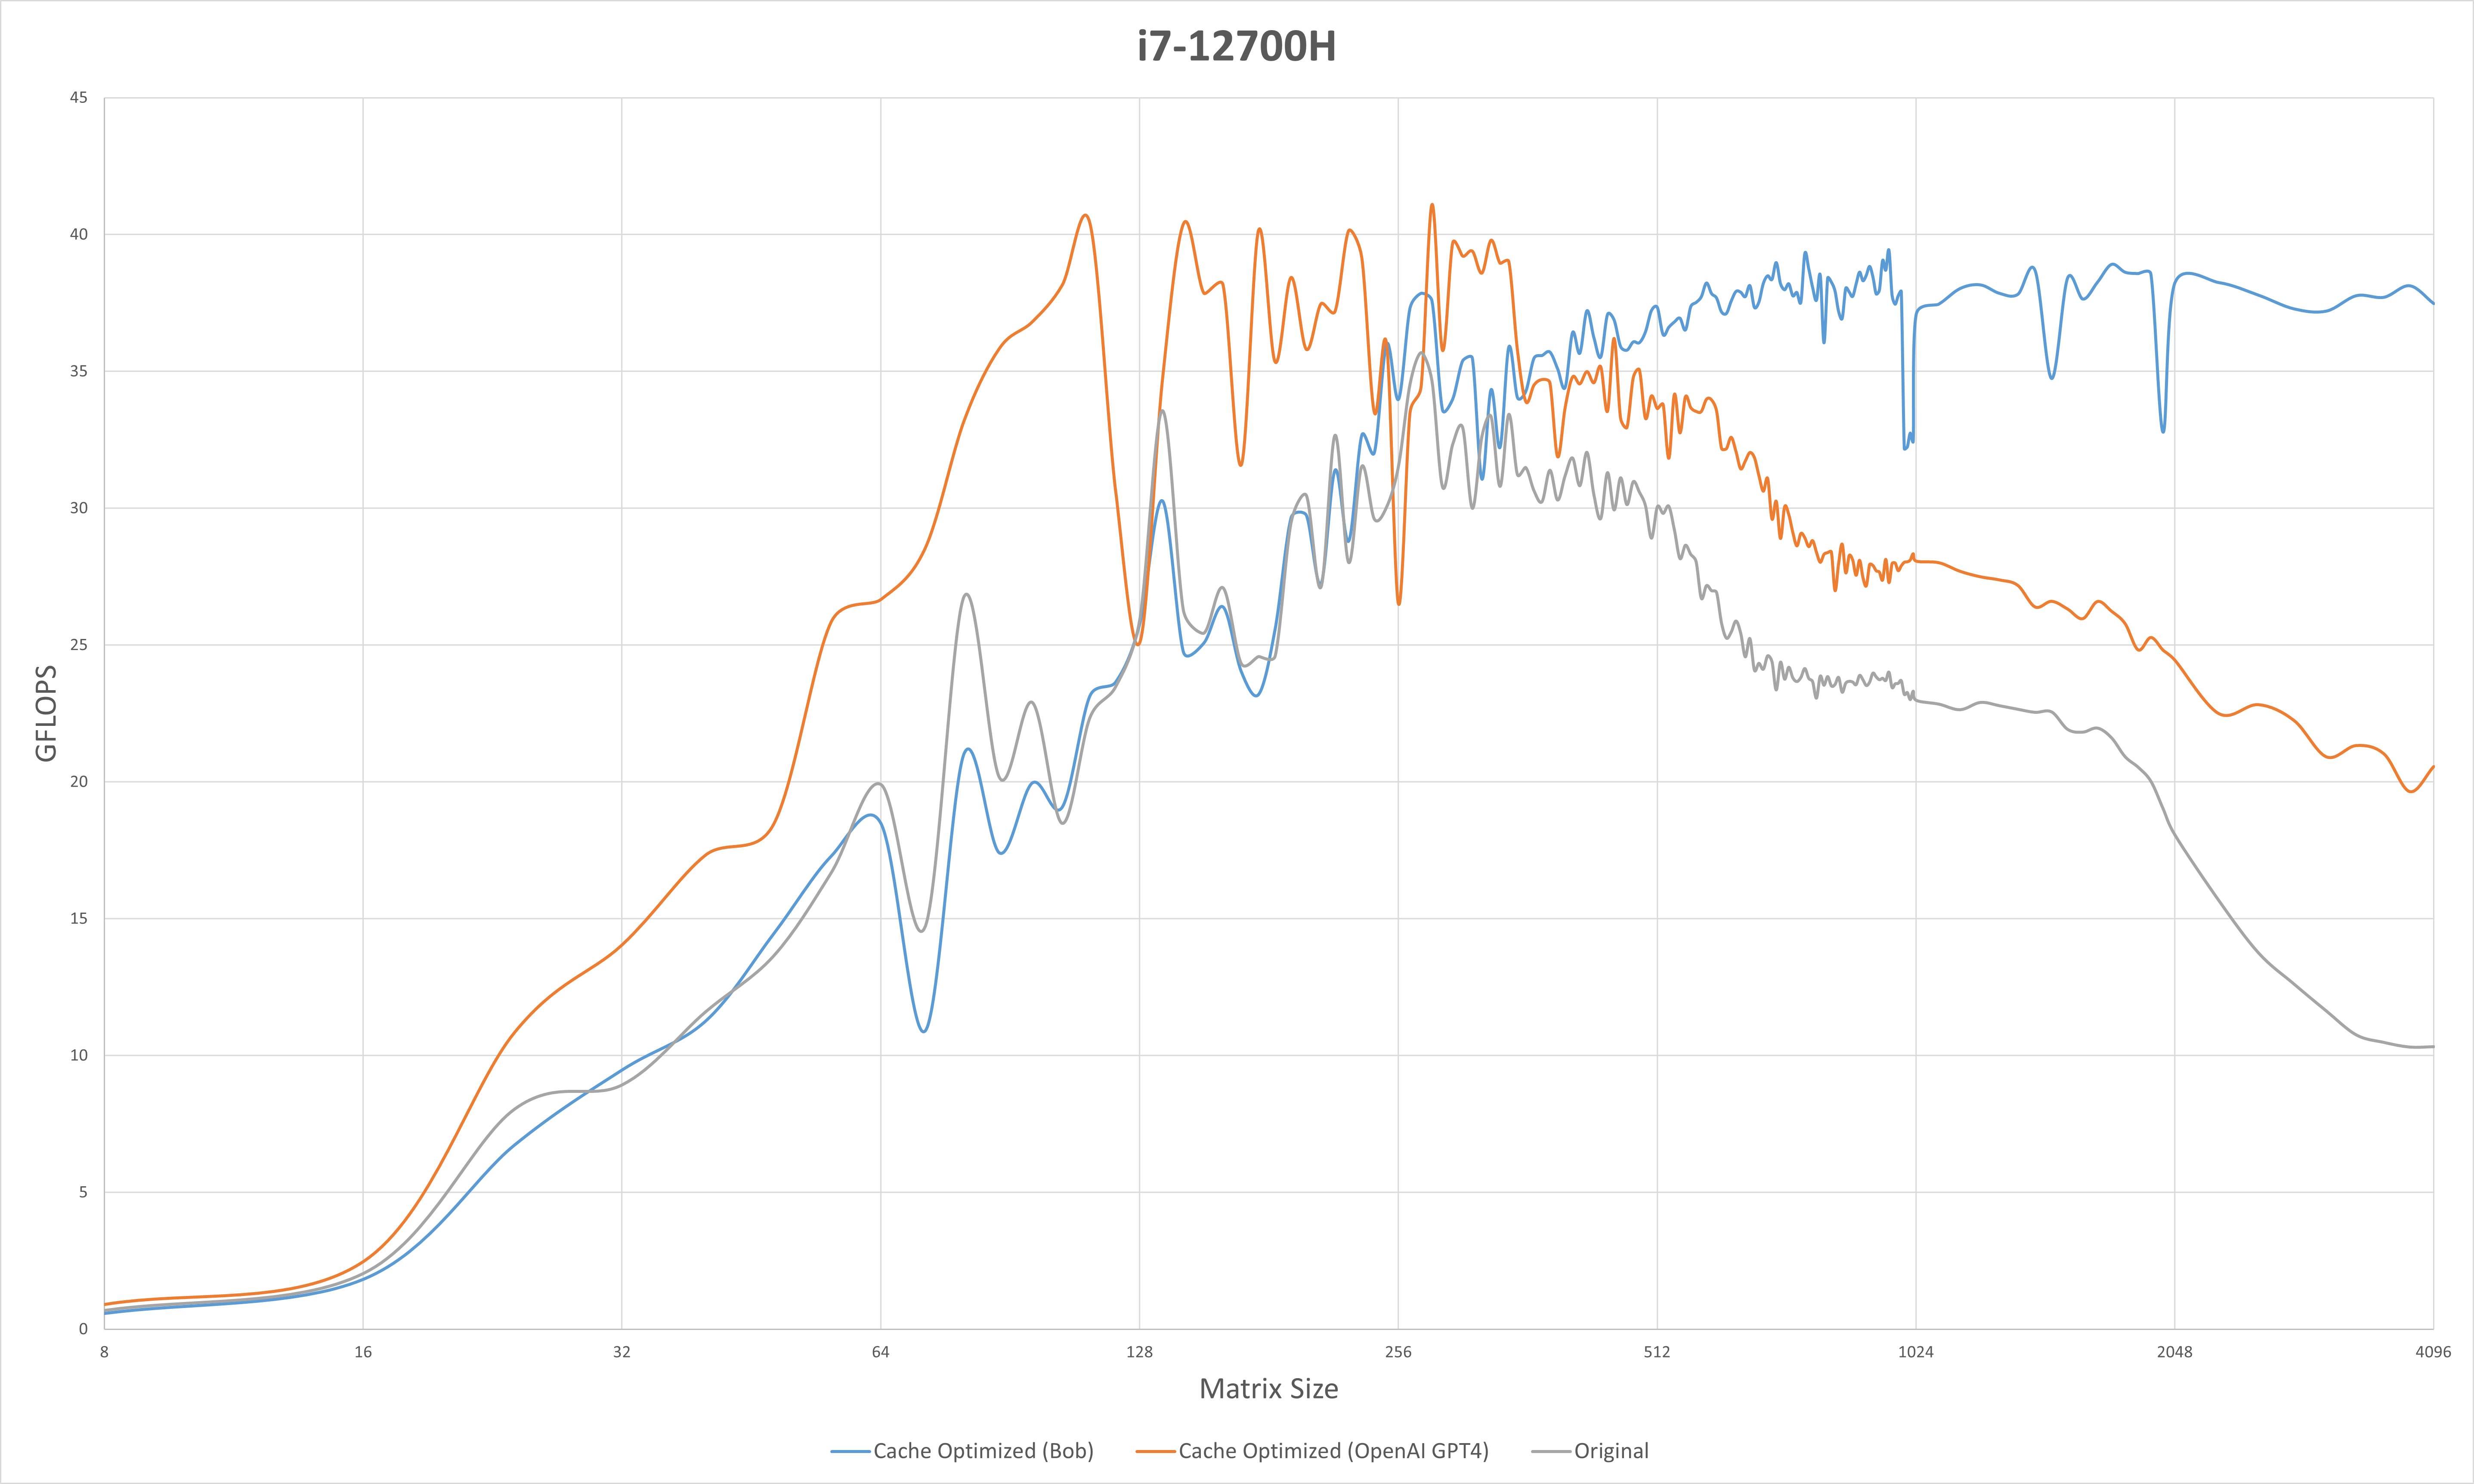 i7-12700H
45
40
35
30
25
20
15
10
5
0
GFLOPS
8 16 32 64 128 256 512 1024 2048 4096
Matrix Size
Cache Optimized (Bob) Cache Optimized (OpenAI GPT4) Original